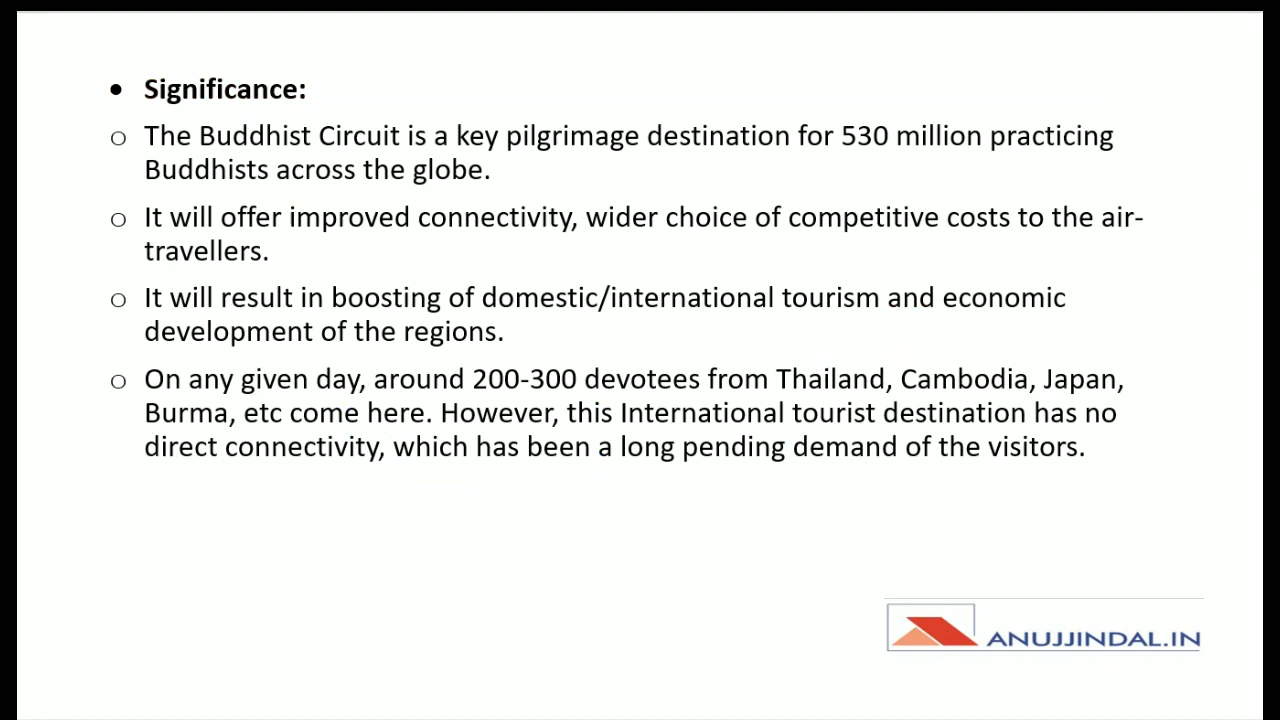 • Significance:
o The Buddhist Circuit is a key pilgrimage destination for 530 million practicing
Buddhists across the globe.
o It will offer improved connectivity, wider choice of competitive costs to the air-
travellers.
o It will result in boosting of domestic/international tourism and economic
development of the regions.
o On any given day, around 200-300 devotees from Thailand, Cambodia, Japan,
Burma, etc come here. However, this International tourist destination has no
direct connectivity, which has been a long pending demand of the visitors.
ANUJJINDAL.IN